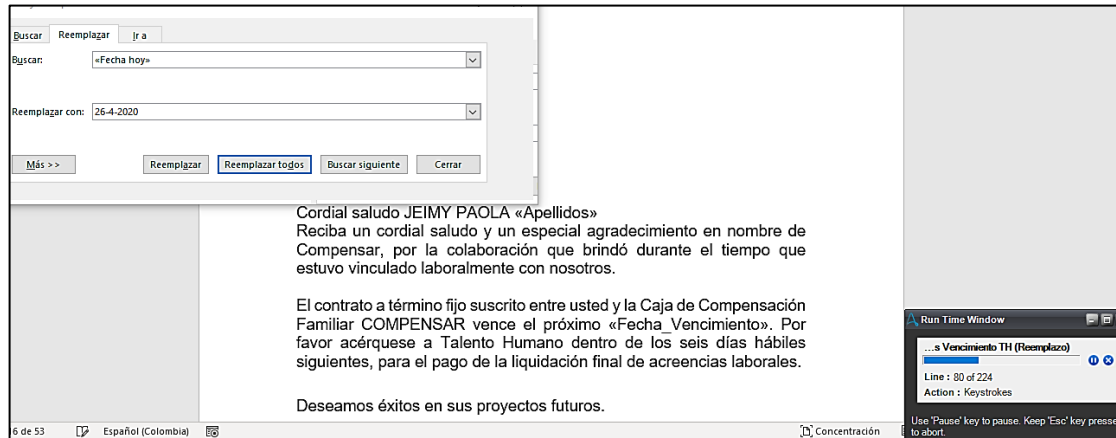 Buscar Reemplazar Ir a
Buscar: «Fecha hoy»
Reemplazar con: 26-4-2020
Más >> Reemplazar Reemplazar todos Buscar siguiente Cerrar
Cordial saludo JEIMY PAOLA «Apellidos»
Reciba un cordial saludo y un especial agradecimiento en nombre de
Compensar, por la colaboración que brindó durante el tiempo que
estuvo vinculado laboralmente con nosotros.
El contrato a término fijo suscrito entre usted y la Caja de Compensación
Familiar COMPENSAR vence el próximo «Fecha_Vencimiento». Por
favor acérquese a Talento Humano dentro de los seis días hábiles
siguientes, para el pago de la liquidación final de acreencias laborales.
Deseamos éxitos en sus proyectos futuros.
6 de 53 Español (Colombia) Concentración
Run Time Window
...s Vencimiento TH (Reemplazo)
Line : 80 of 224
Action : Keystrokes
Use "Pause" key to pause. Keep "Esc" key presse
to abort.